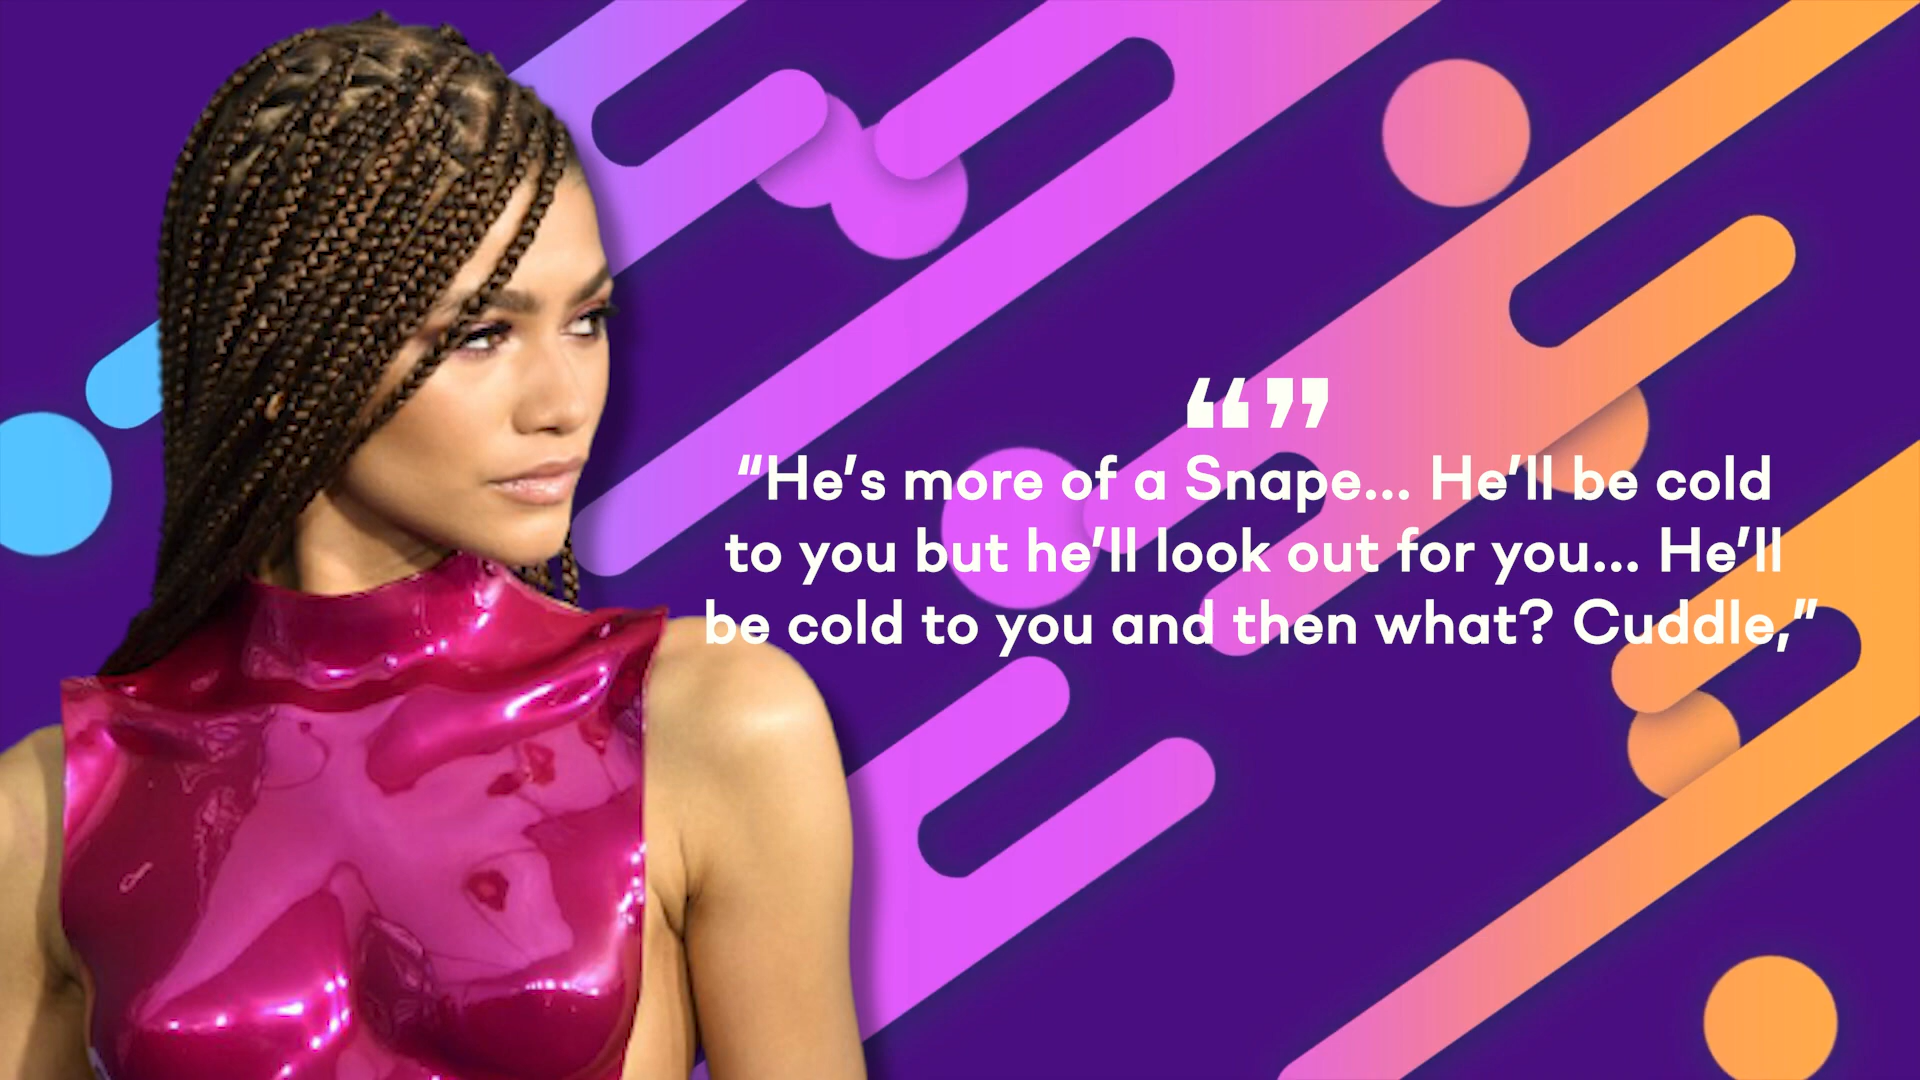 “”
“He’s more of a Snape... He’ll be cold
to you but he’ll look out for you... He’ll
be cold to you and then what? Cuddle,”